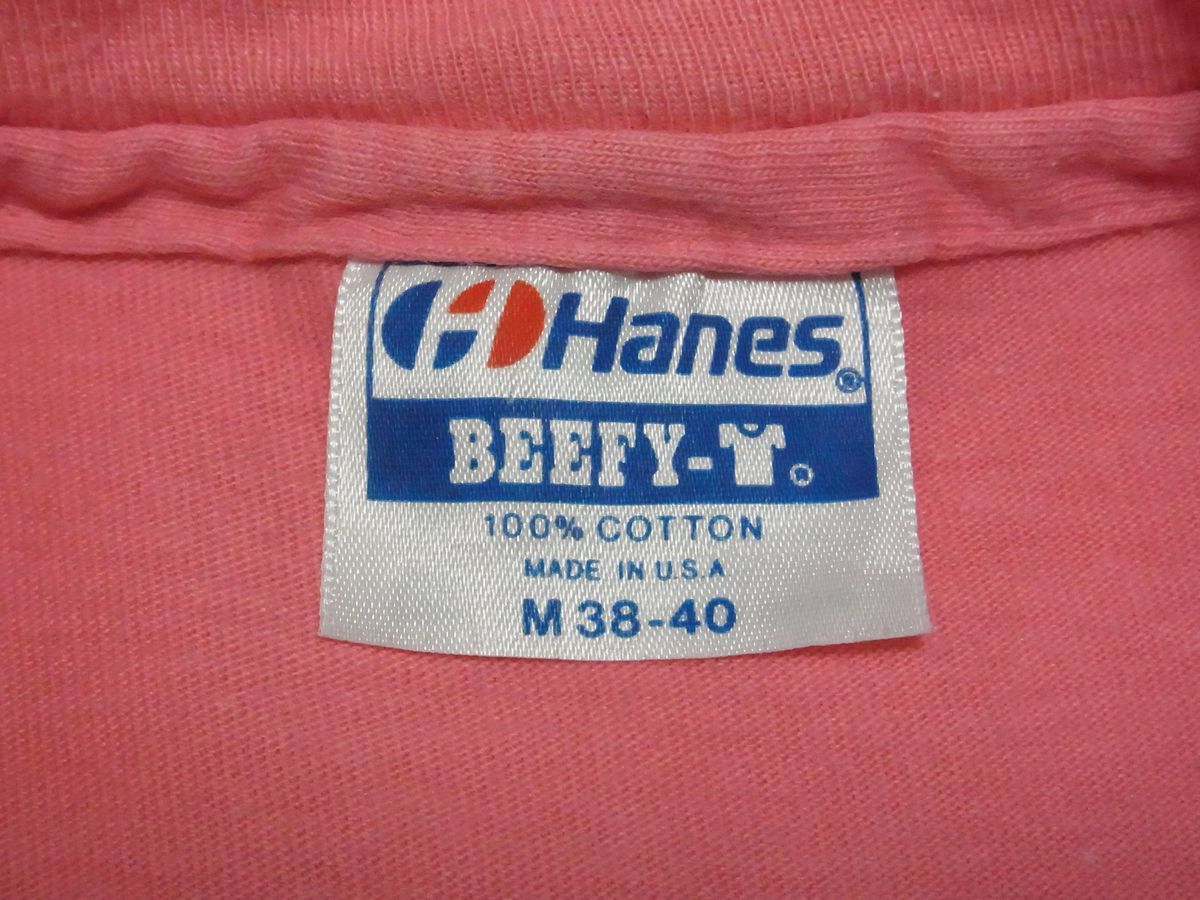 Hanes®
BEEFY-T®
100% COTTON
MADE IN U.S.A
M 38-40